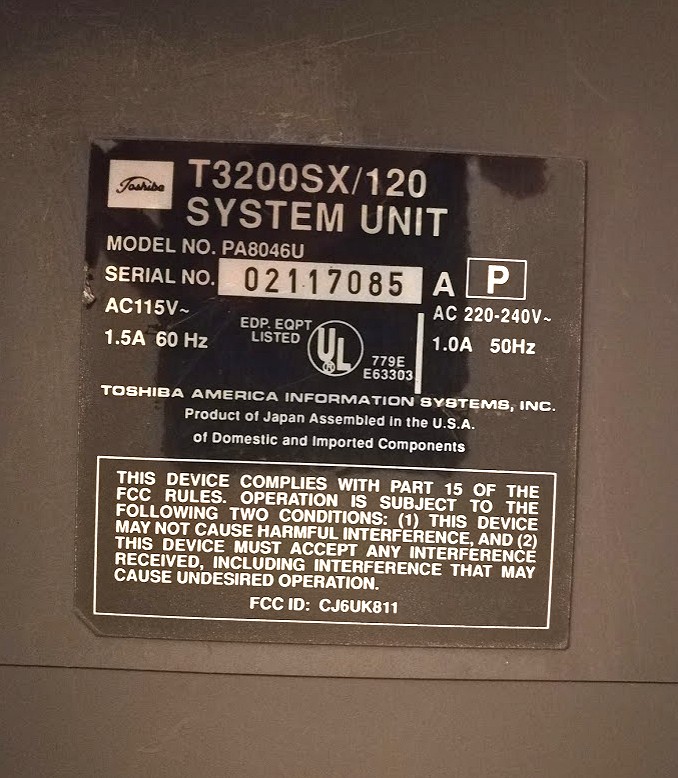 Toshiba
T3200SX/120
SYSTEM UNIT
MODEL NO. PA8046U
SERIAL NO. 02117085 A P
AC115V~
1.5A 60 Hz
EDP. EQPT
LISTED
UL
®
779E
E63303
AC 220-240V~
1.0A 50Hz
TOSHIBA AMERICA INFORMATION SYSTEMS, INC.
Product of Japan Assembled in the U.S.A.
of Domestic and Imported Components
THIS DEVICE COMPLIES WITH PART 15 OF THE
FCC RULES. OPERATION IS SUBJECT TO THE
FOLLOWING TWO CONDITIONS: (1) THIS DEVICE
MAY NOT CAUSE HARMFUL INTERFERENCE, AND (2)
THIS DEVICE MUST ACCEPT ANY INTERFERENCE
RECEIVED, INCLUDING INTERFERENCE THAT MAY
CAUSE UNDESIRED OPERATION.
FCC ID: CJ6UK811